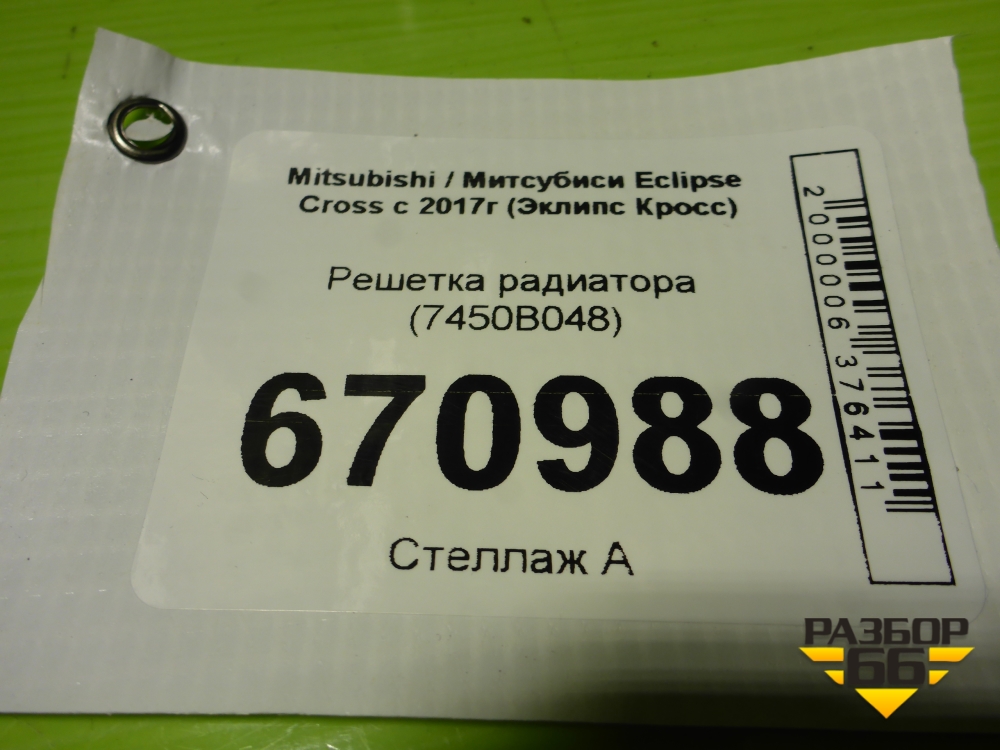 Mitsubishi / Митсубиси Eclipse
Cross с 2017г (Эклипс Кросс)
Решетка радиатора
(7450B048)
670988
Стеллаж А
2000006376411
РАЗБОР
66